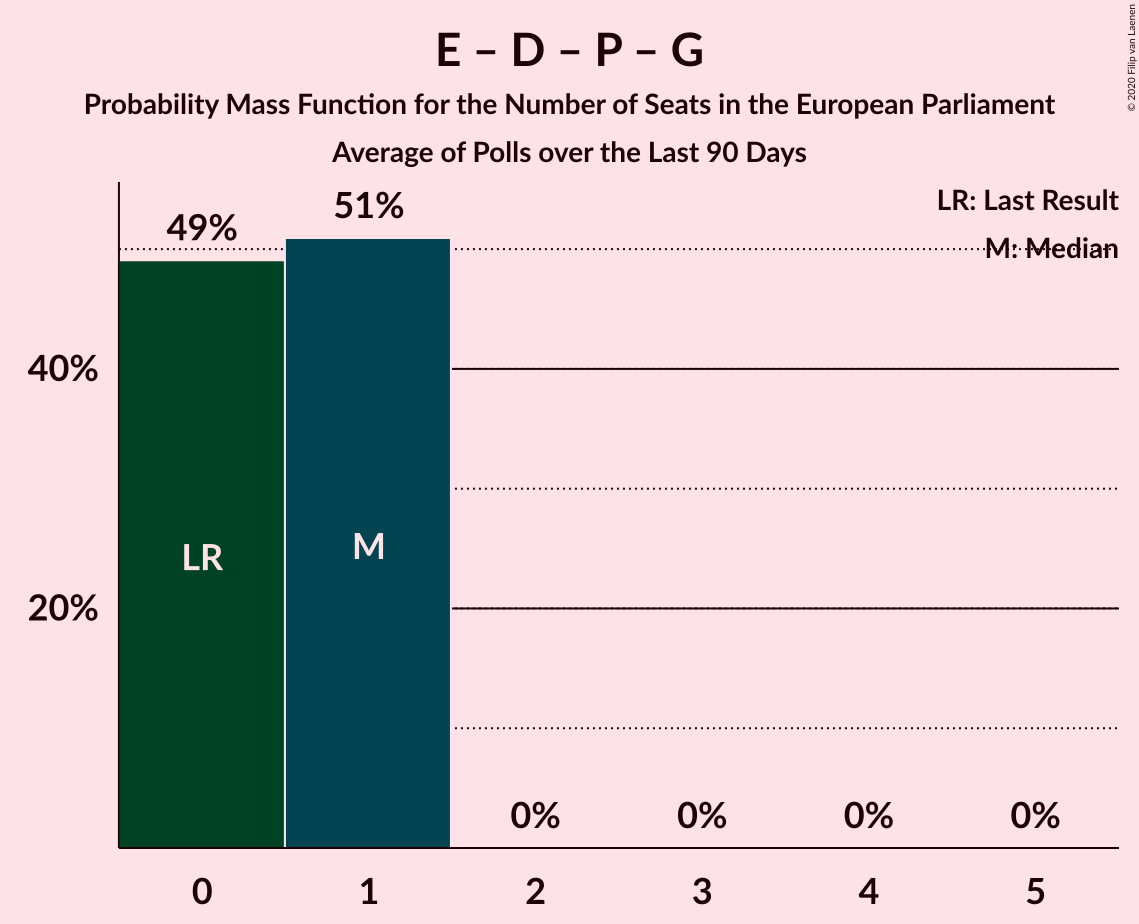 E – D – P – G
Probability Mass Function for the Number of Seats in the European Parliament
Average of Polls over the Last 90 Days
© 2020 Filip van Laenen
LR: Last Result
M: Median
49%
51%
40%
20%
LR
M
0%
0%
0%
0%
0
1
2
3
4
5